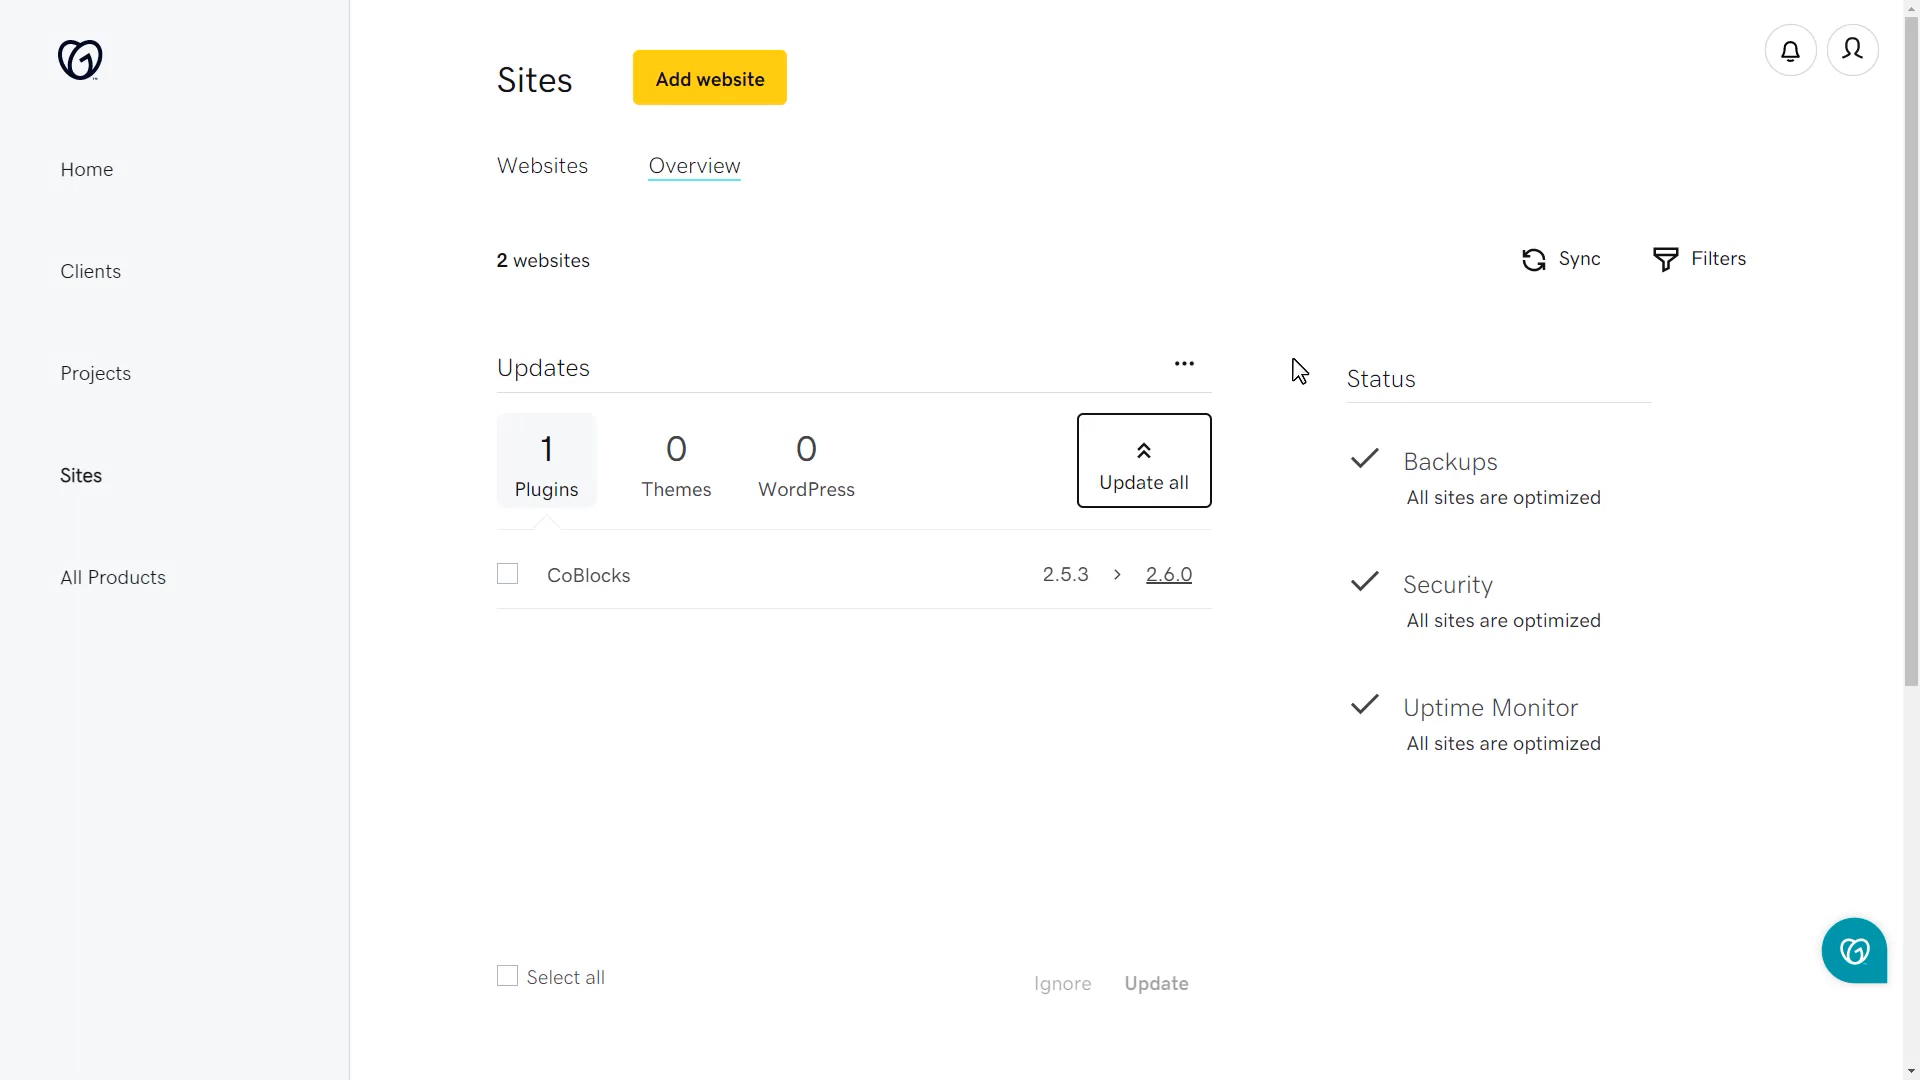 Home
Clients
Projects
Sites
All Products
Sites
Add website
Websites
Overview
2 websites
Sync
Filters
Updates
1
Plugins
0
Themes
0
WordPress
Update all
CoBlocks
2.5.3
2.6.0
Select all
Ignore
Update
Status
Backups
All sites are optimized
Security
All sites are optimized
Uptime Monitor
All sites are optimized